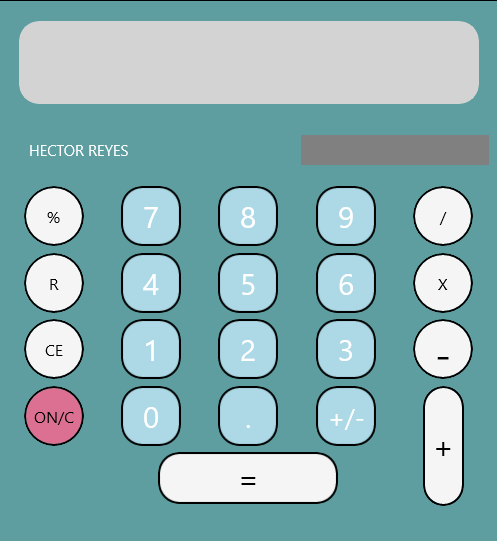 HECTOR REYES
% 7 8 9 /
R 4 5 6 X
CE 1 2 3 -
ON/C 0 . +/- +
=